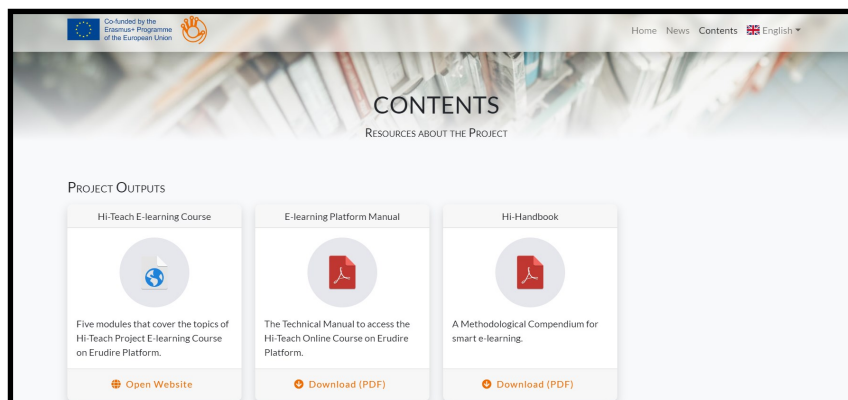 Co-funded by the
Erasmus+ Programme
of the European Union
Home News Contents English
CONTENTS
Resources about the Project
Project Outputs
Hi-Teach E-learning Course
Five modules that cover the topics of
Hi-Teach Project E-learning Course
on Erudire Platform.
Open Website
E-learning Platform Manual
The Technical Manual to access the
Hi-Teach Online Course on Erudire
Platform.
Download (PDF)
Hi-Handbook
A Methodological Compendium for
smart e-learning.
Download (PDF)